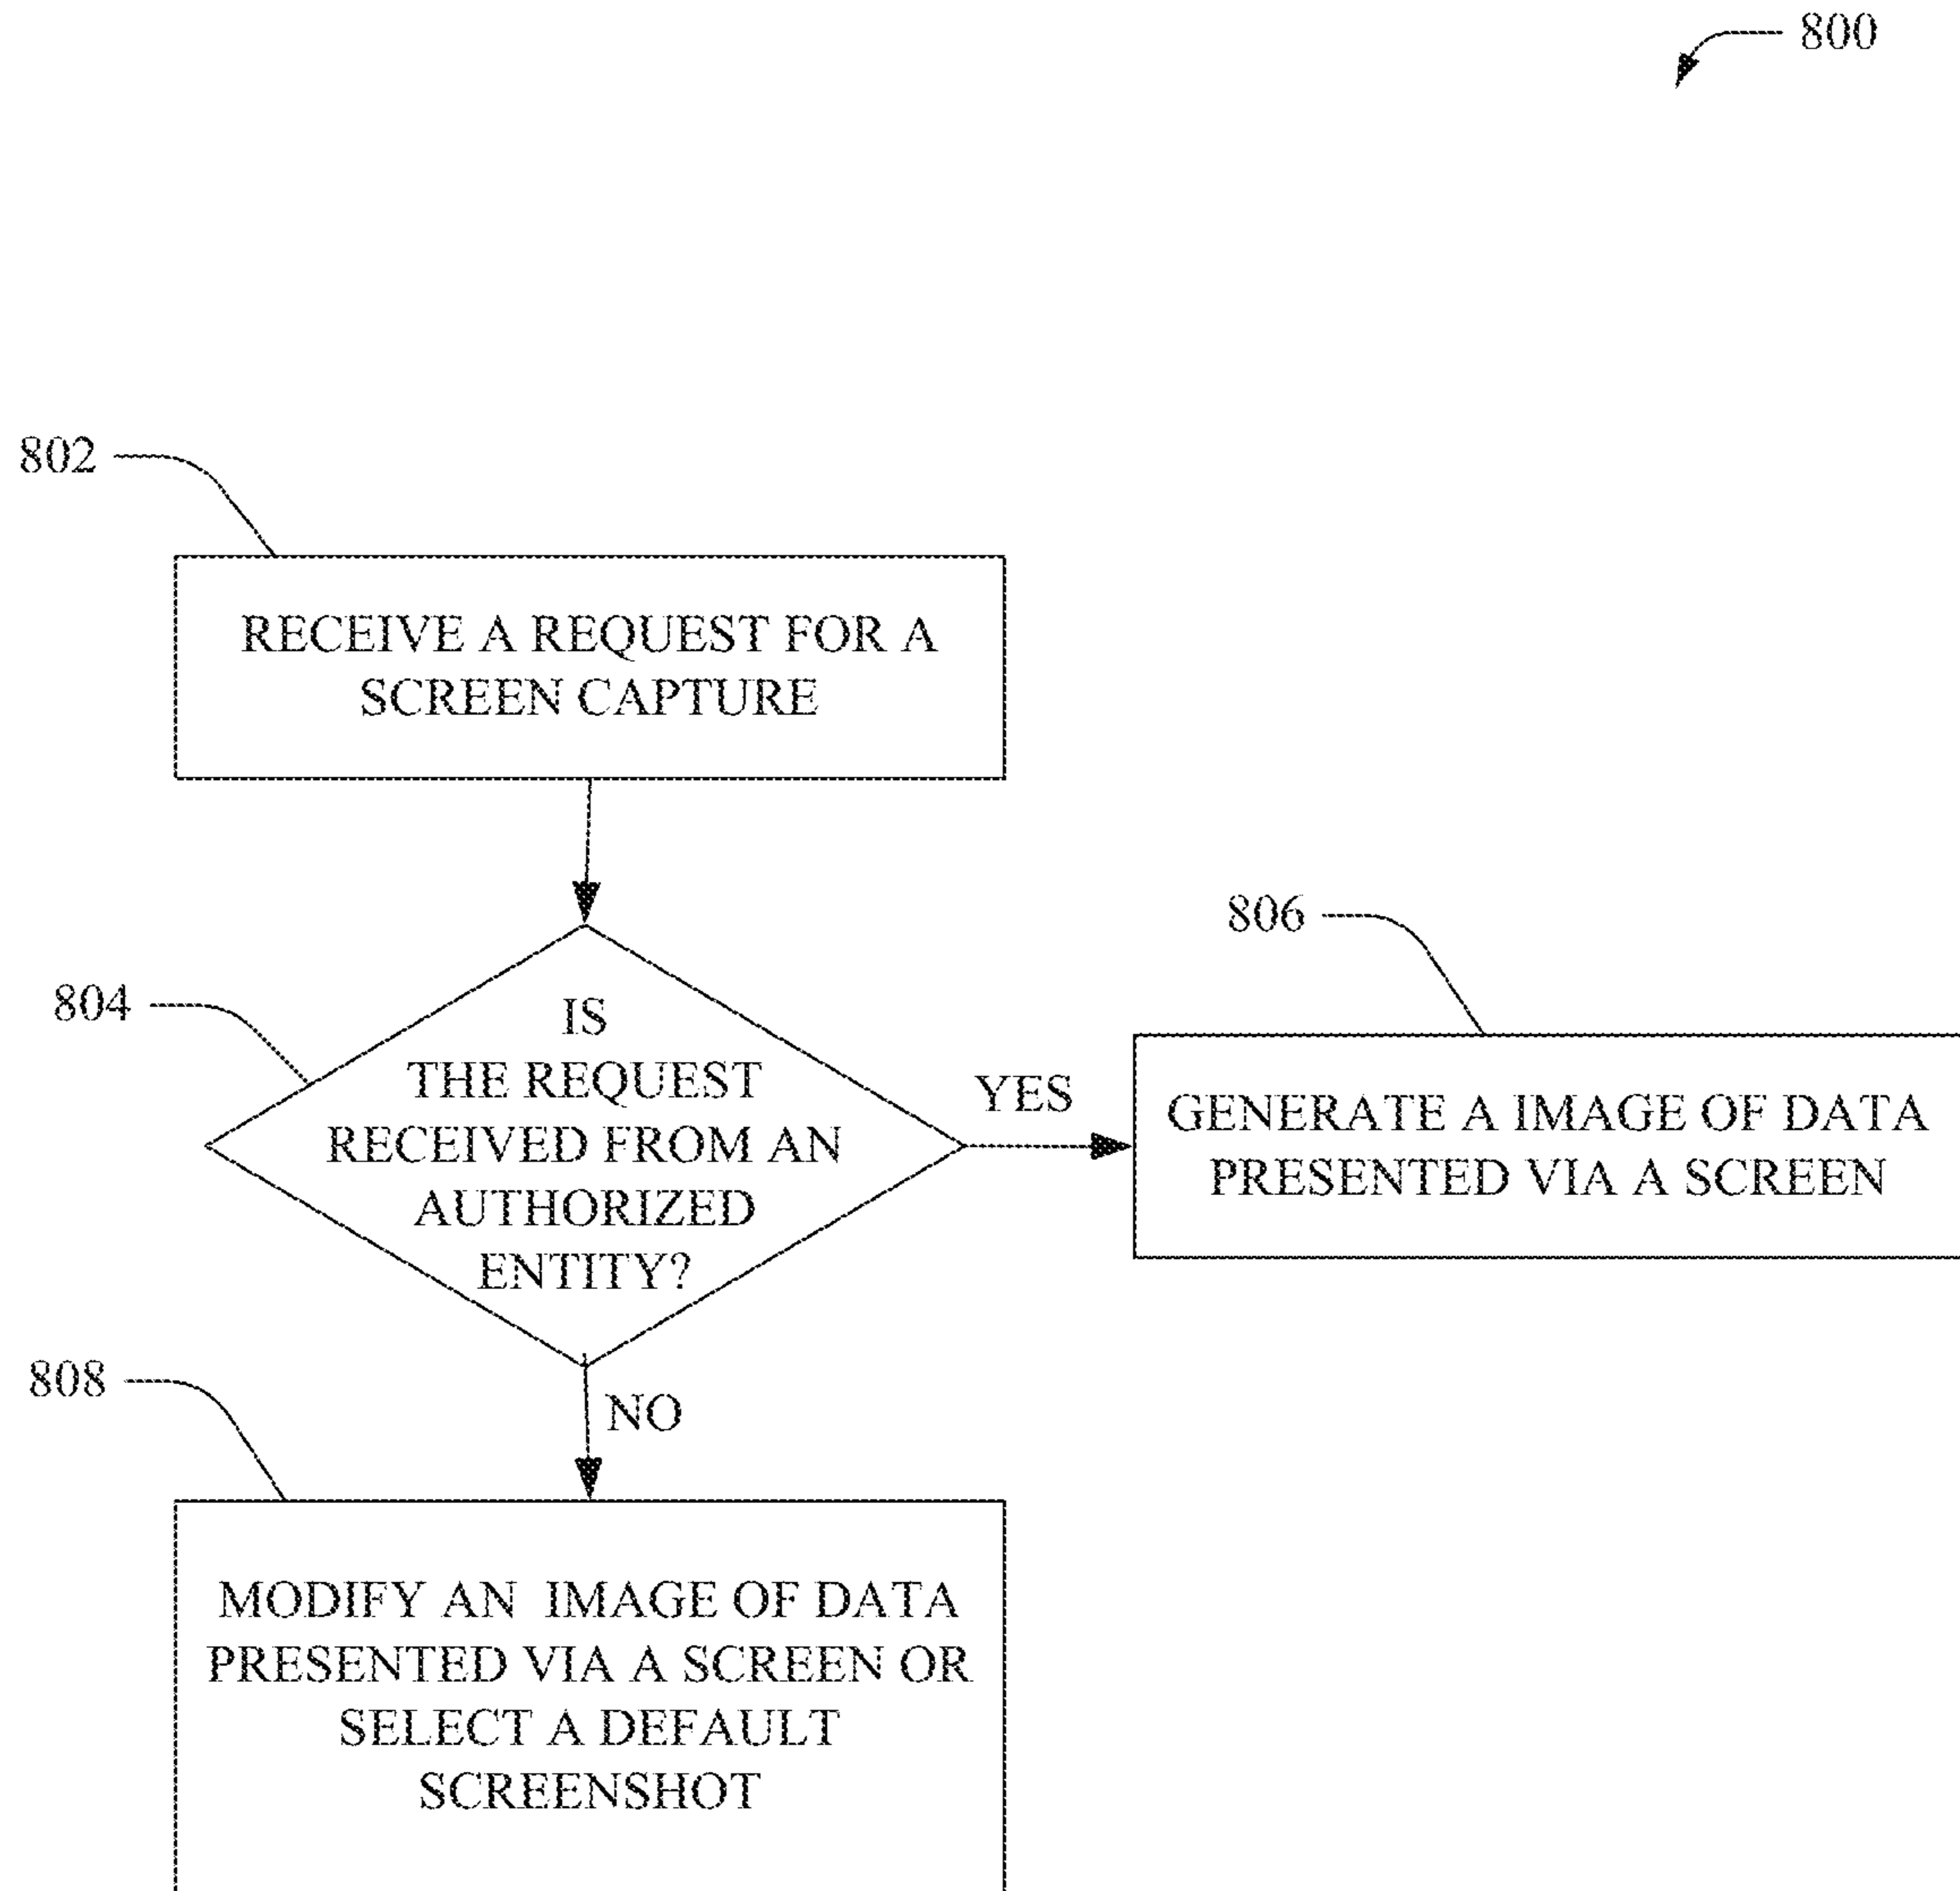 800
802
RECEIVE A REQUEST FOR A
SCREEN CAPTURE
804
IS
THE REQUEST
RECEIVED FROM AN
AUTHORIZED
ENTITY?
YES
806
GENERATE A IMAGE OF DATA
PRESENTED VIA A SCREEN
808
NO
MODIFY AN IMAGE OF DATA
PRESENTED VIA A SCREEN OR
SELECT A DEFAULT
SCREENSHOT